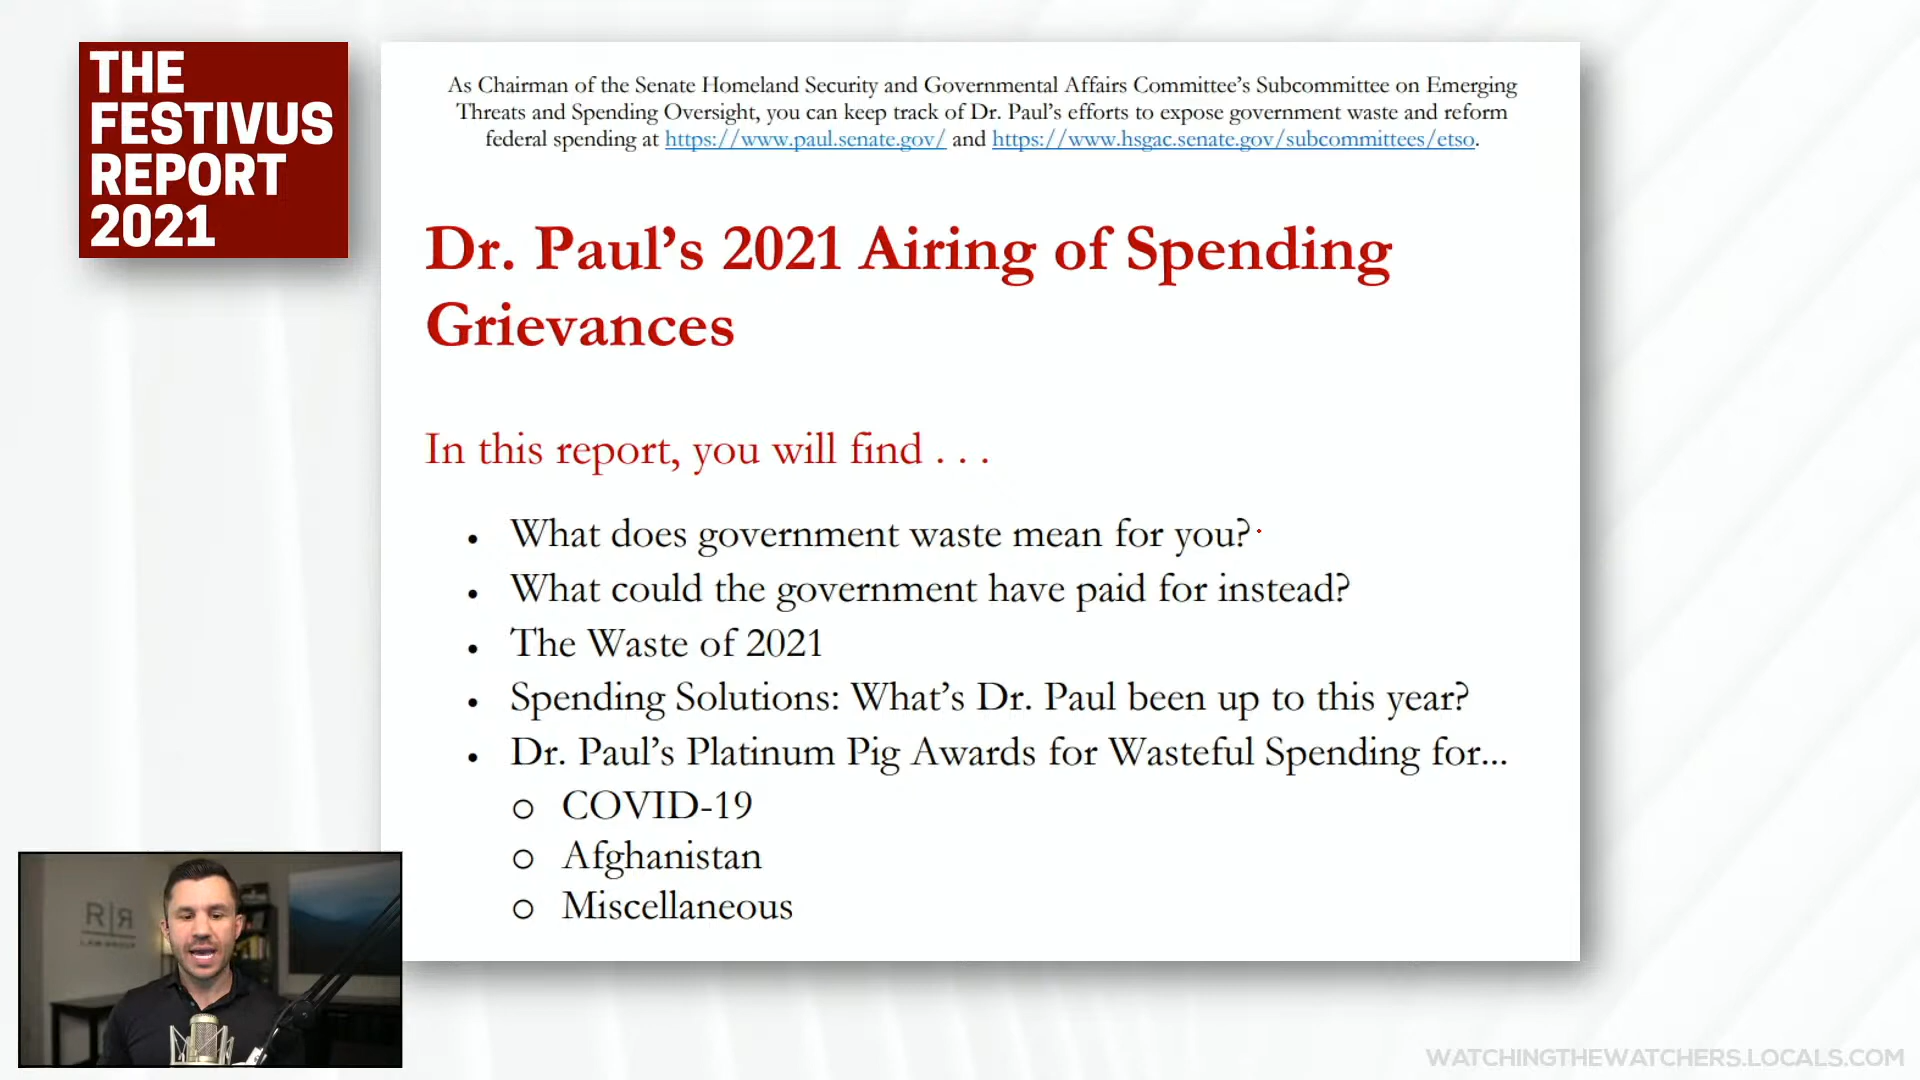 THE
FESTIVUS
REPORT
2021
As Chairman of the Senate Homeland Security and Governmental Affairs Committee’s Subcommittee on Emerging
Threats and Spending Oversight, you can keep track of Dr. Paul’s efforts to expose government waste and reform
federal spending at https://www.paul.senate.gov/ and https://www.hsgac.senate.gov/subcommittees/etso.
Dr. Paul’s 2021 Airing of Spending
Grievances
In this report, you will find . . .
• What does government waste mean for you?
• What could the government have paid for instead?
• The Waste of 2021
• Spending Solutions: What’s Dr. Paul been up to this year?
• Dr. Paul’s Platinum Pig Awards for Wasteful Spending for...
o COVID-19
o Afghanistan
o Miscellaneous
R|R
LAW GROUP
WATCHINGTHEWATCHERS.LOCALS.COM